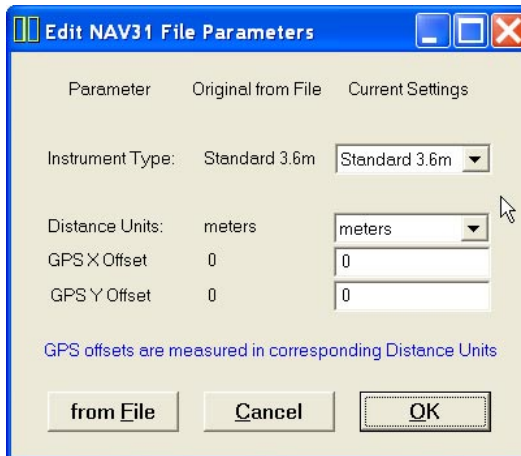 Edit NAV31 File Parameters
Parameter Original from File Current Settings
Instrument Type: Standard 3.6m Standard 3.6m
Distance Units: meters meters
GPS X Offset 0 0
GPS Y Offset 0 0
GPS offsets are measured in corresponding Distance Units
from File Cancel OK